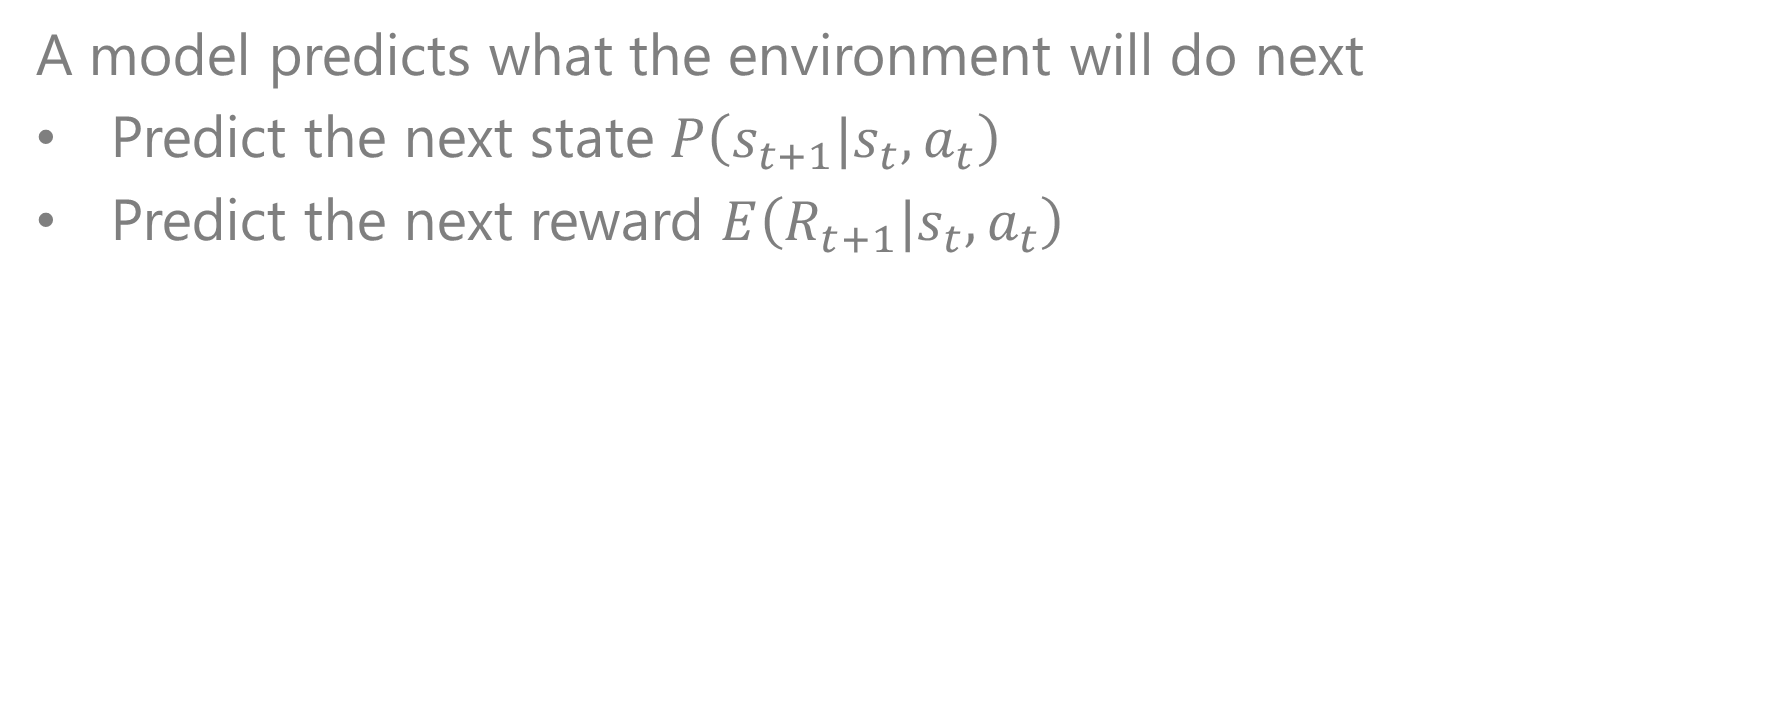 A model predicts what the environment will do next
• Predict the next state 𝑃(𝑠ₜ₊₁|𝑠ₜ, 𝑎ₜ)
• Predict the next reward 𝐸(𝑅ₜ₊₁|𝑠ₜ, 𝑎ₜ)